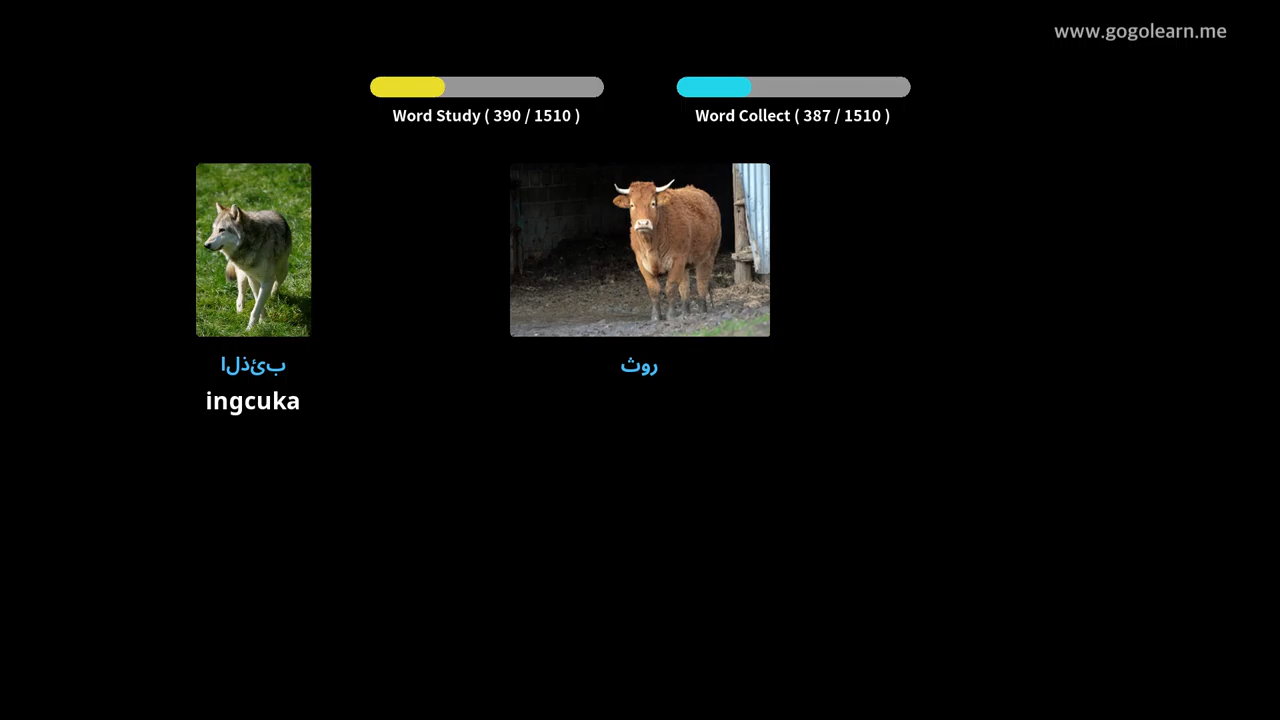 www.gogolearn.me
Word Study ( 390 / 1510 )
Word Collect ( 387 / 1510 )
الذئب
ingcuka
ثور